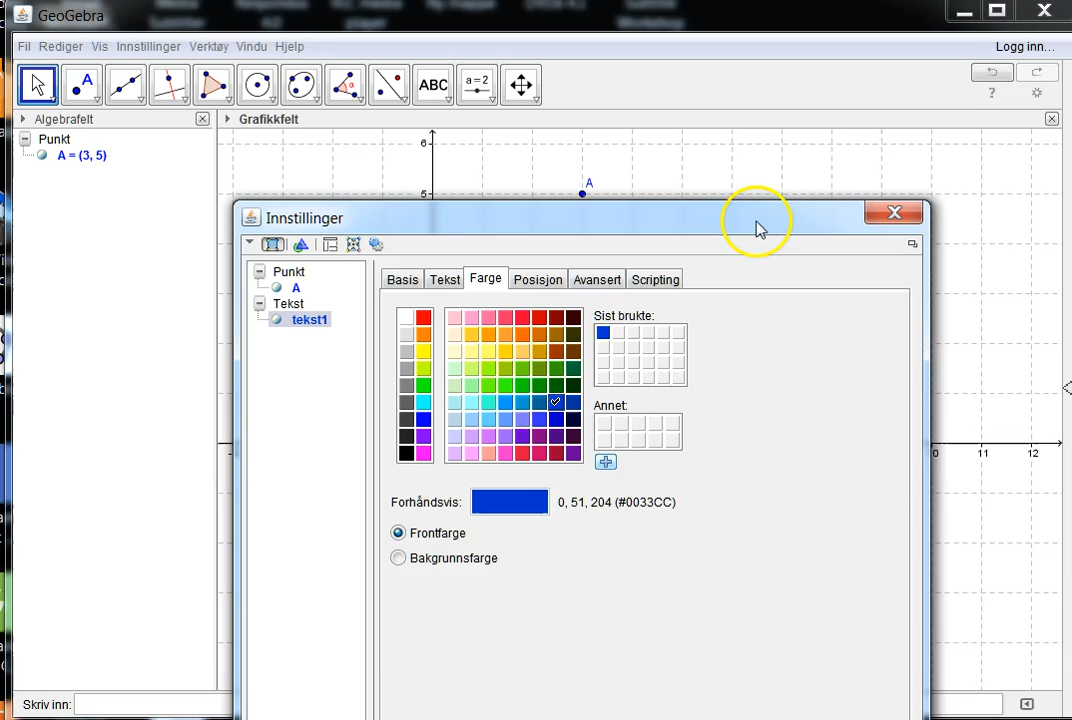 GeoGebra
Fil Rediger Vis Innstillinger Verktøy Vindu Hjelp
Logg inn...
A
ABC
a=2
?
Algebrafelt
Grafikkfelt
Punkt
A = (3, 5)
6
A
5
Innstillinger
Punkt
A
Tekst
tekst1
Basis Tekst Farge Posisjon Avansert Scripting
Sist brukte:
Annet:
0 11 12
Forhåndsvis: 0, 51, 204 (#0033CC)
Frontfarge
Bakgrunnsfarge
Skriv inn: